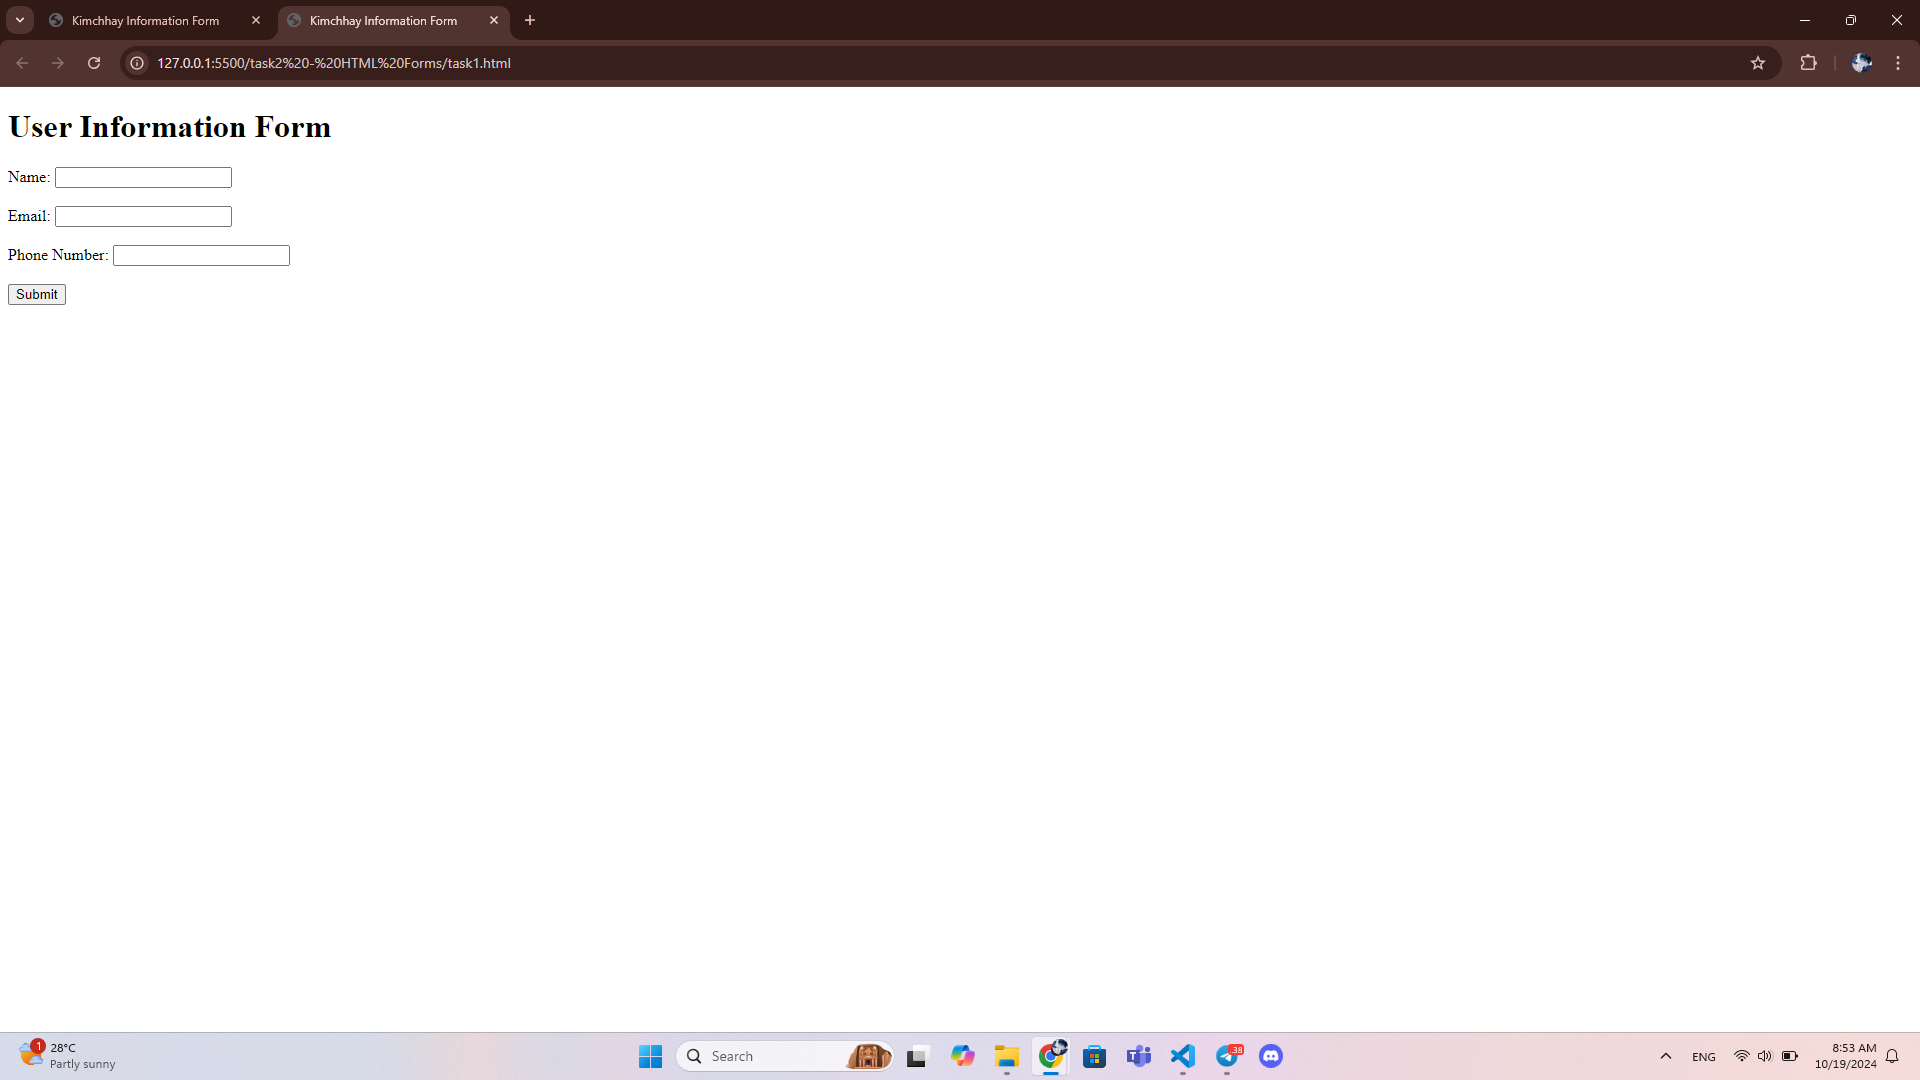 Kimchhay Information Form
Kimchhay Information Form
127.0.0.1:5500/task2%20-%20HTML%20Forms/task1.html
User Information Form
Name:
Email:
Phone Number:
Submit
1
28°C
Partly sunny
Search
38
ENG
8:53 AM
10/19/2024